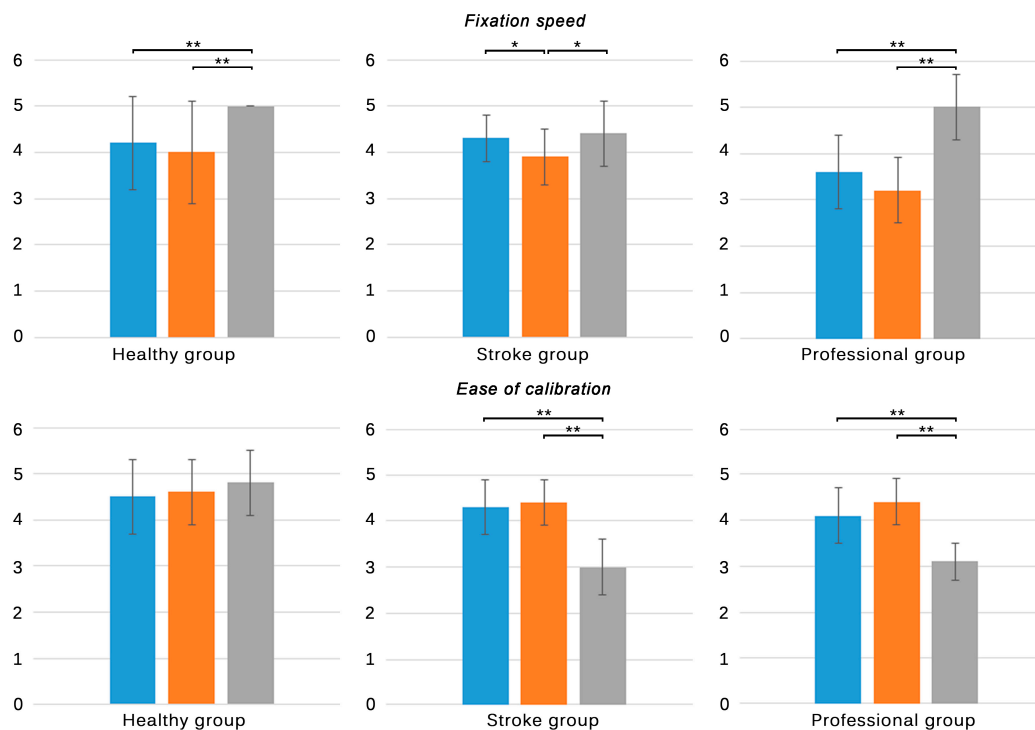 Fixation speed
** ** * * ** **
6 6 6
5 5 5
4 4 4
3 3 3
2 2 2
1 1 1
0 0 0
Healthy group Stroke group Professional group
Ease of calibration
** ** ** **
6 6 6
5 5 5
4 4 4
3 3 3
2 2 2
1 1 1
0 0 0
Healthy group Stroke group Professional group